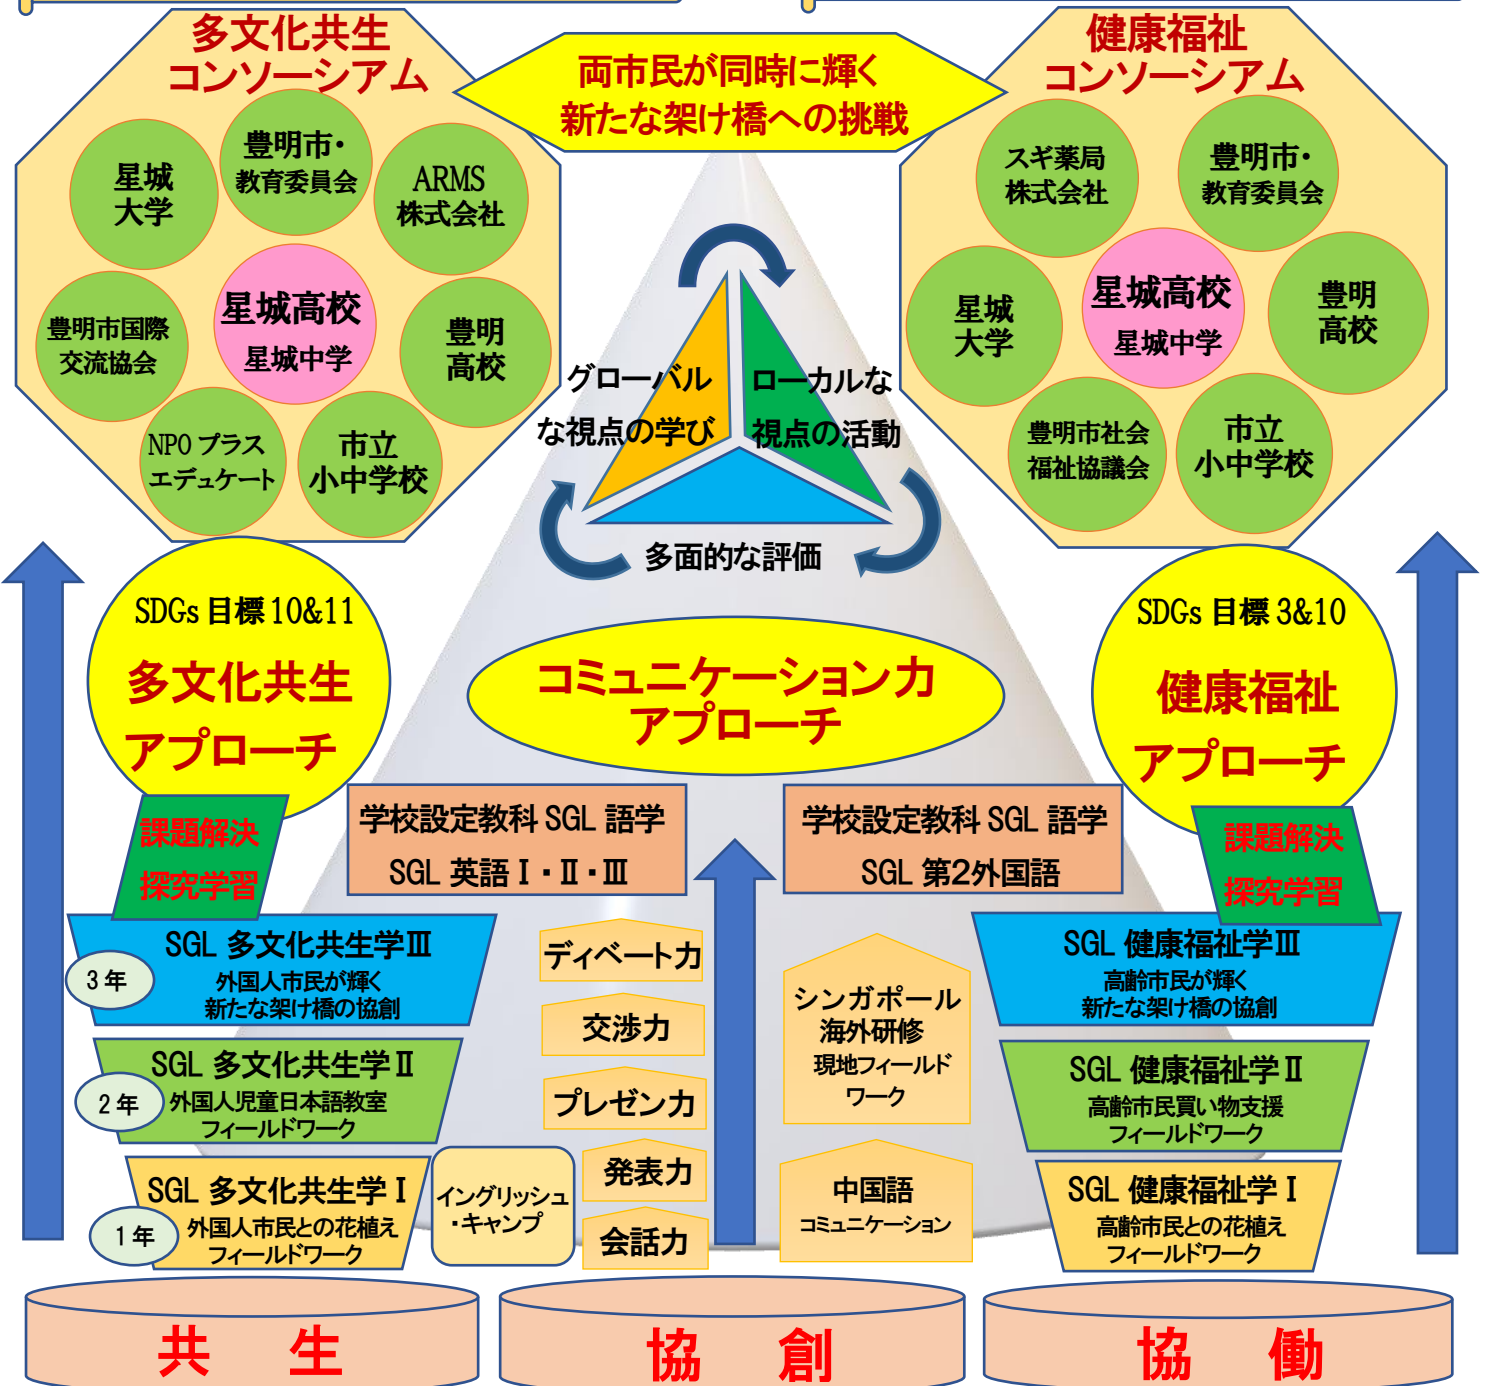 多文化共生
コンソーシアム
豊明市・
教育委員会
星城
大学
ARMS
株式会社
星城高校
星城中学
豊明市国際
交流協会
豊明
高校
NPO プラス
エデュケート
市立
小中学校
両市民が同時に輝く
新たな架け橋への挑戦
健康福祉
コンソーシアム
スギ薬局
株式会社
豊明市・
教育委員会
星城
大学
星城高校
星城中学
豊明
高校
豊明市社会
福祉協議会
市立
小中学校
グローバル
な視点の学び
ローカルな
視点の活動
多面的な評価
SDGs 目標 10&11
多文化共生
アプローチ
コミュニケーション力
アプローチ
SDGs 目標 3&10
健康福祉
アプローチ
課題解決
探究学習
学校設定教科 SGL 語学
SGL 英語Ⅰ・Ⅱ・Ⅲ
学校設定教科 SGL 語学
SGL 第2外国語
課題解決
探究学習
3 年
SGL 多文化共生学Ⅲ
外国人市民が輝く
新たな架け橋の協創
2 年
SGL 多文化共生学Ⅱ
外国人児童日本語教室
フィールドワーク
1 年
SGL 多文化共生学Ⅰ
外国人市民との花植え
フィールドワーク
イングリッシュ
・キャンプ
ディベート力
交渉力
プレゼン力
発表力
会話力
シンガポール
海外研修
現地フィールド
ワーク
中国語
コミュニケーション
SGL 健康福祉学Ⅲ
高齢市民が輝く
新たな架け橋の協創
SGL 健康福祉学Ⅱ
高齢市民買い物支援
フィールドワーク
SGL 健康福祉学Ⅰ
高齢市民との花植え
フィールドワーク
共 生
協 創
協 働